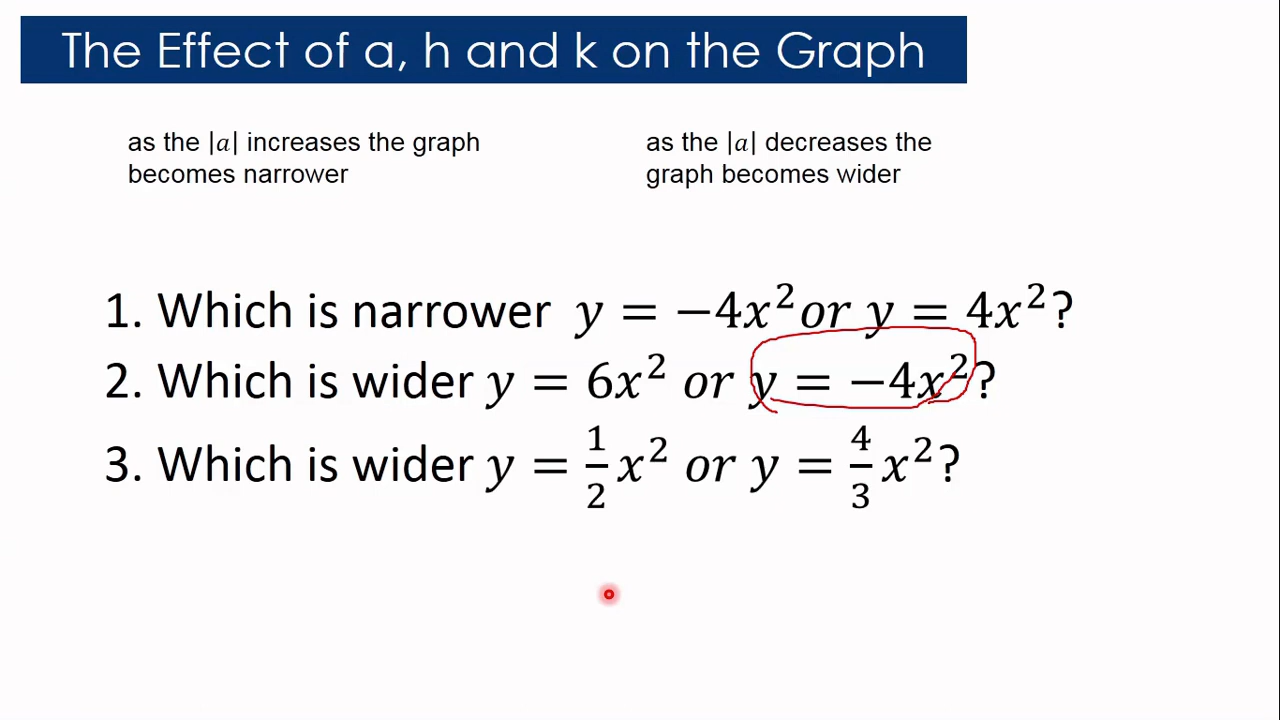 The Effect of a, h and k on the Graph
as the |a| increases the graph
becomes narrower
as the |a| decreases the
graph becomes wider
1. Which is narrower y = −4x² or y = 4x²?
2. Which is wider y = 6x² or y = −4x²?
3. Which is wider y = 1/2 x² or y = 4/3 x²?